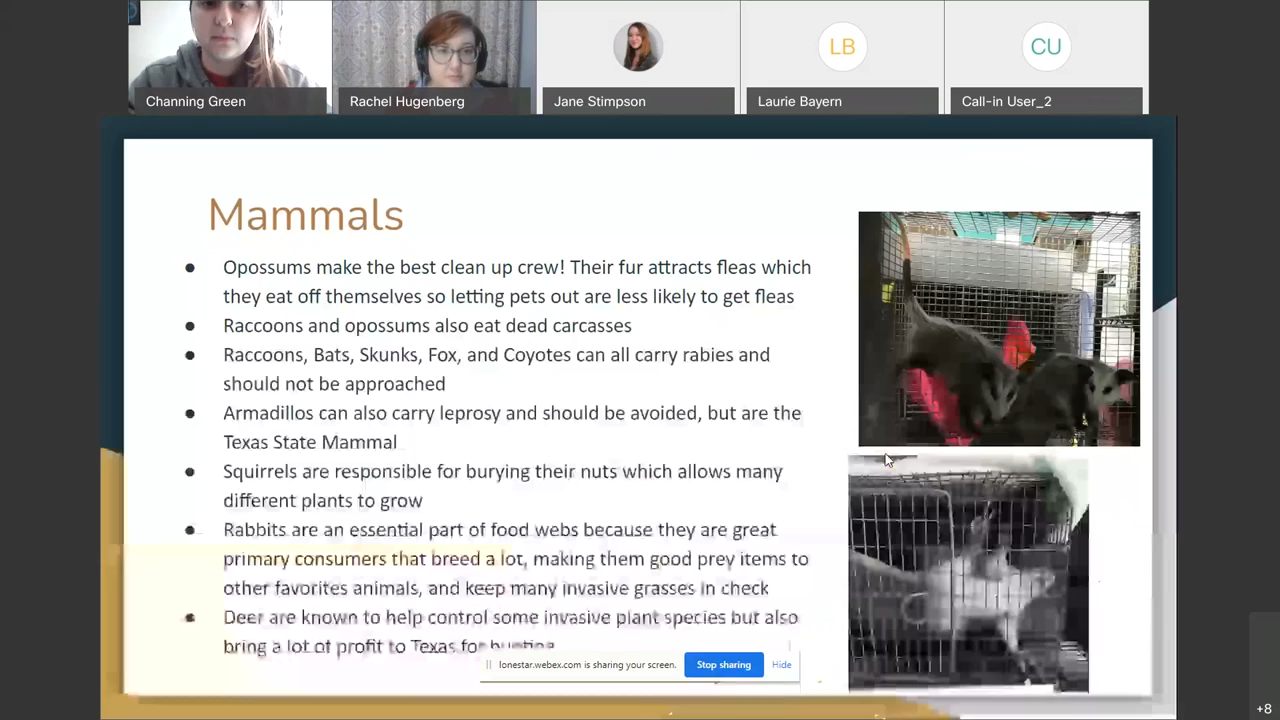 Channing Green
Rachel Hugenberg
Jane Stimpson
LB
Laurie Bayern
CU
Call-in User_2
Mammals
● Opossums make the best clean up crew! Their fur attracts fleas which
they eat off themselves so letting pets out are less likely to get fleas
● Raccoons and opossums also eat dead carcasses
● Raccoons, Bats, Skunks, Fox, and Coyotes can all carry rabies and
should not be approached
● Armadillos can also carry leprosy and should be avoided, but are the
Texas State Mammal
● Squirrels are responsible for burying their nuts which allows many
different plants to grow
● Rabbits are an essential part of food webs because they are great
primary consumers that breed a lot, making them good prey items to
other favorites animals, and keep many invasive grasses in check
● Deer are known to help control some invasive plant species but also
bring a lot of profit to Texas for hunting
lonestar.webex.com is sharing your screen.
Stop sharing
Hide
+8